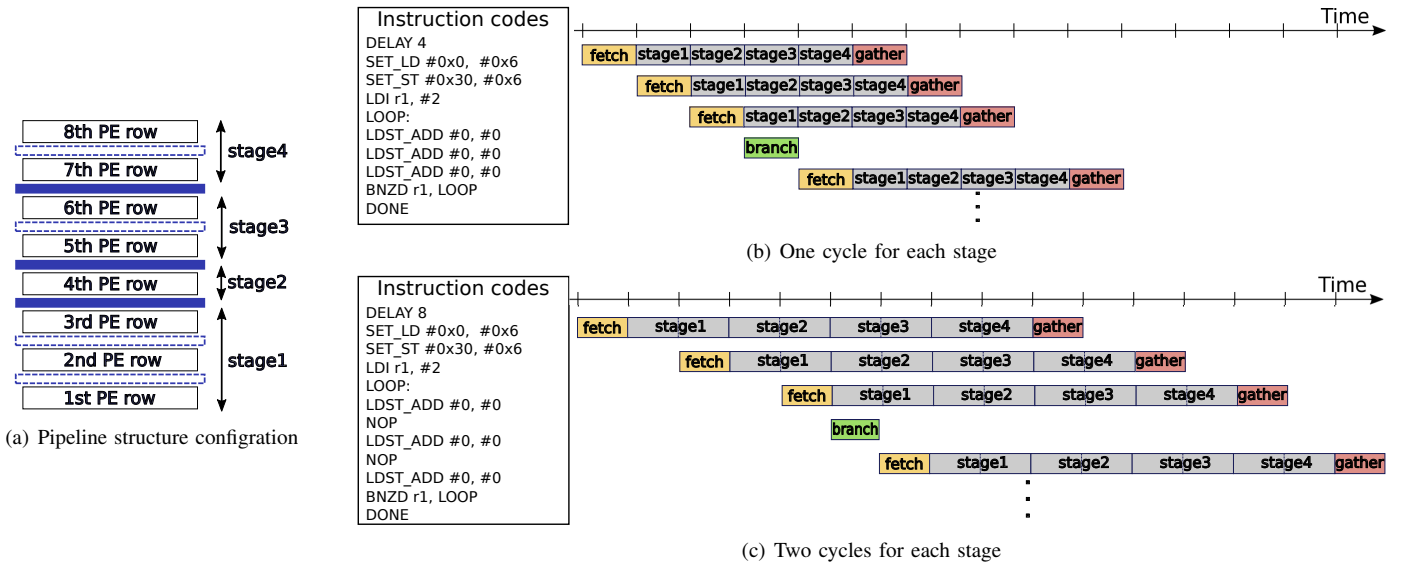 8th PE row
7th PE row
6th PE row
5th PE row
4th PE row
3rd PE row
2nd PE row
1st PE row
stage4
stage3
stage2
stage1
(a) Pipeline structure configration
Instruction codes
DELAY 4
SET_LD #0x0, #0x6
SET_ST #0x30, #0x6
LDI r1, #2
LOOP:
LDST_ADD #0, #0
LDST_ADD #0, #0
LDST_ADD #0, #0
BNZD r1, LOOP
DONE
Time
fetch stage1 stage2 stage3 stage4 gather
fetch stage1 stage2 stage3 stage4 gather
fetch stage1 stage2 stage3 stage4 gather
branch
fetch stage1 stage2 stage3 stage4 gather
(b) One cycle for each stage
Instruction codes
DELAY 8
SET_LD #0x0, #0x6
SET_ST #0x30, #0x6
LDI r1, #2
LOOP:
LDST_ADD #0, #0
NOP
LDST_ADD #0, #0
NOP
LDST_ADD #0, #0
BNZD r1, LOOP
DONE
Time
fetch stage1 stage2 stage3 stage4 gather
fetch stage1 stage2 stage3 stage4 gather
fetch stage1 stage2 stage3 stage4 gather
branch
fetch stage1 stage2 stage3 stage4 gather
(c) Two cycles for each stage